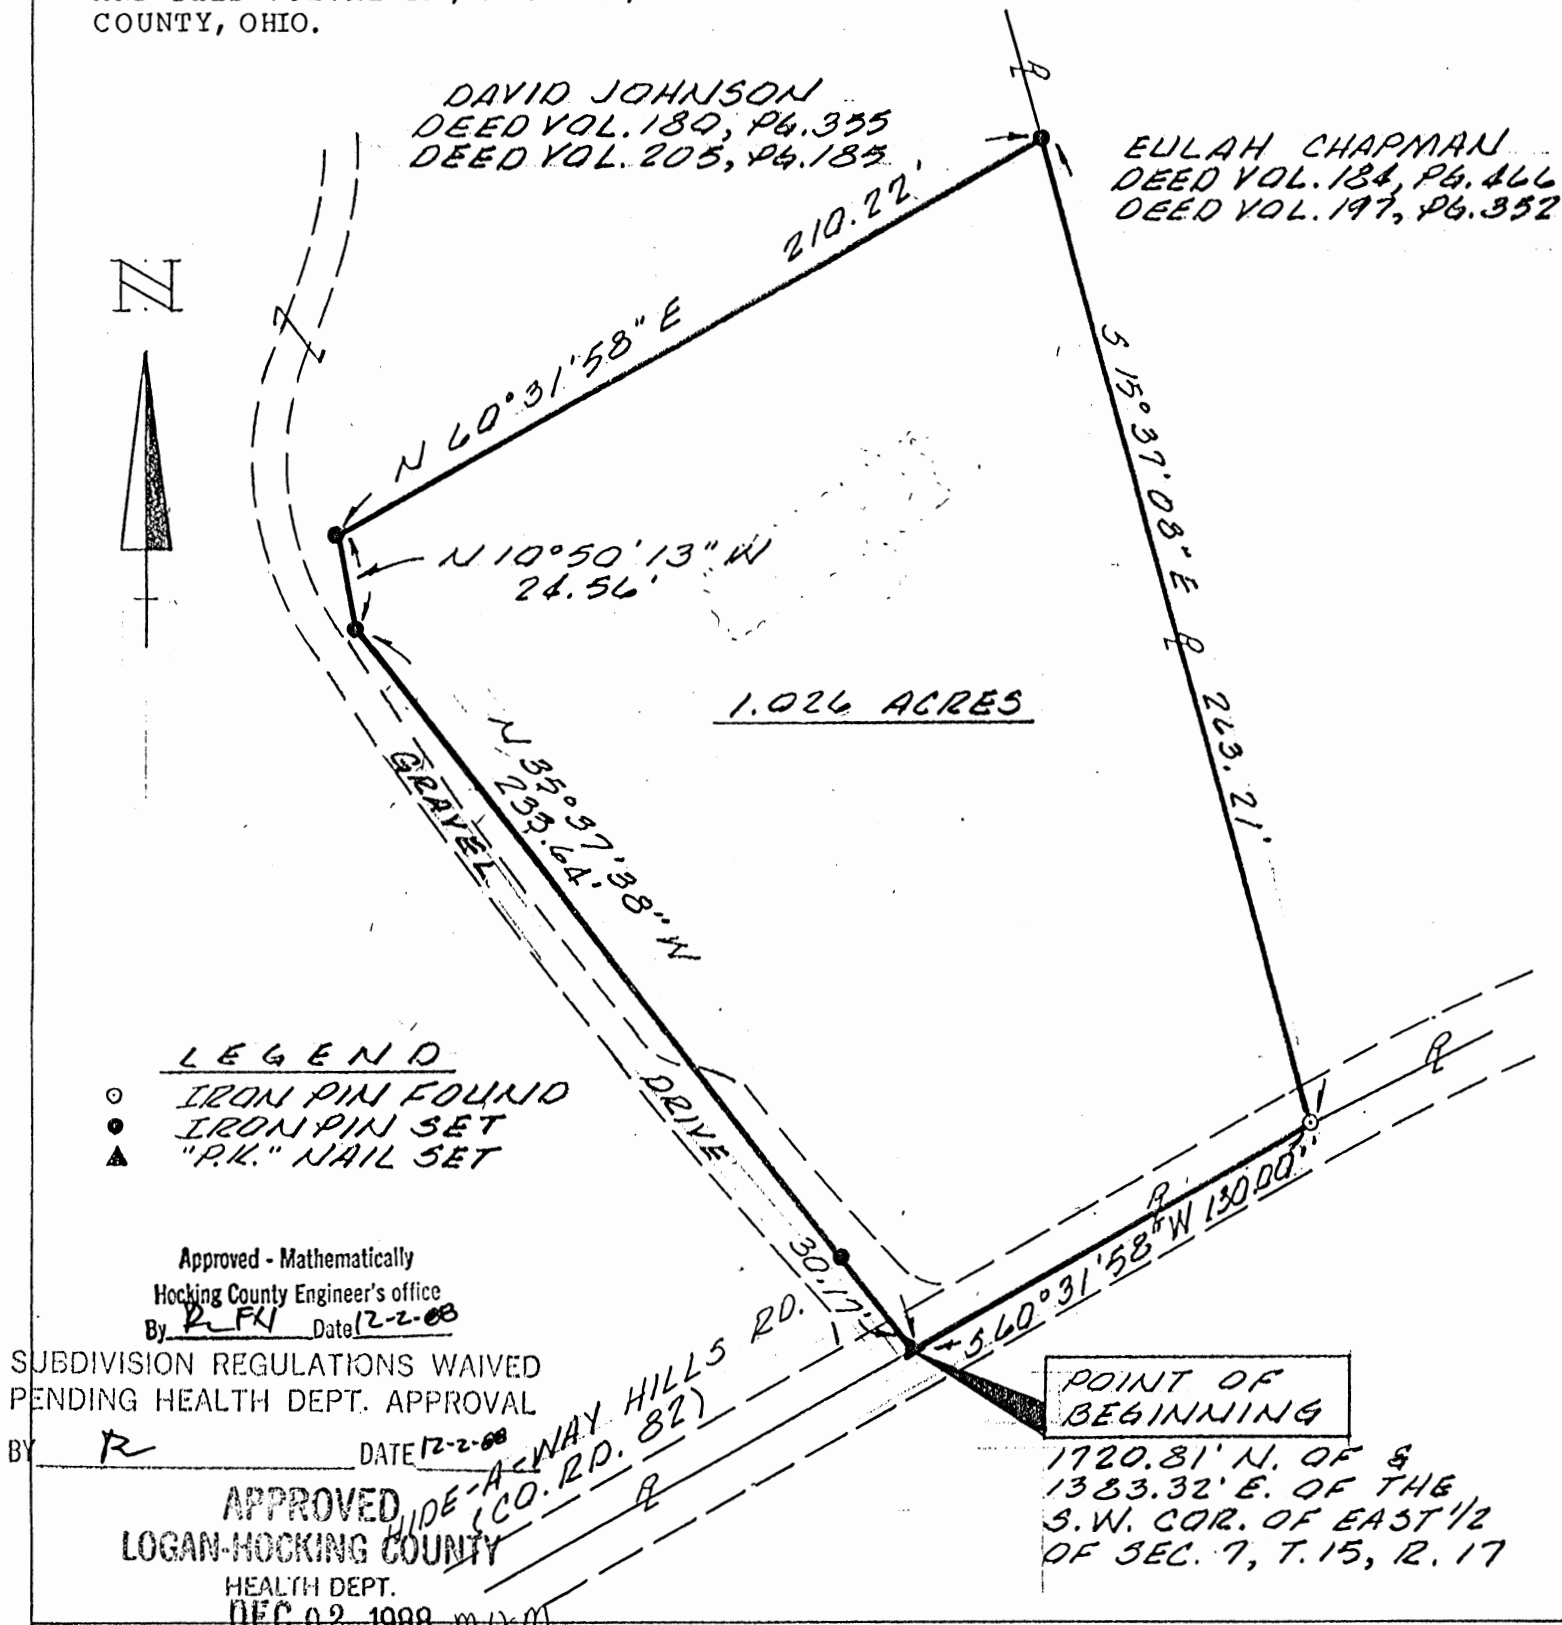 COUNTY, OHIO.
DAVID JOHNSON
DEED VOL. 180, PG. 355
DEED VOL. 205, PG. 185
EULAH CHAPMAN
DEED VOL. 184, PG. 466
DEED VOL. 197, PG. 352
N
210.22'
N 60°31'58" E
S 15°37'08" E
263.21'
N 10°50'13" W
24.56'
1.026 ACRES
N 35°37'38" W
233.64'
GRAVEL
DRIVE
30.17'
S 60°31'58" W 130.00'
LEGEND
IRON PIN FOUND
IRON PIN SET
"P.K." NAIL SET
Approved - Mathematically
Hocking County Engineer's office
By Date 12-2-88
SUBDIVISION REGULATIONS WAIVED
PENDING HEALTH DEPT. APPROVAL
BY DATE 12-2-88
APPROVED
LOGAN-HOCKING COUNTY
HEALTH DEPT.
DEC 02 1988
HIDE-A-WAY HILLS RD.
(CO. RD. 82)
POINT OF
BEGINNING
1720.81' N. OF &
1383.32' E. OF THE
S.W. COR. OF EAST 1/2
OF SEC. 7, T. 15, R. 17